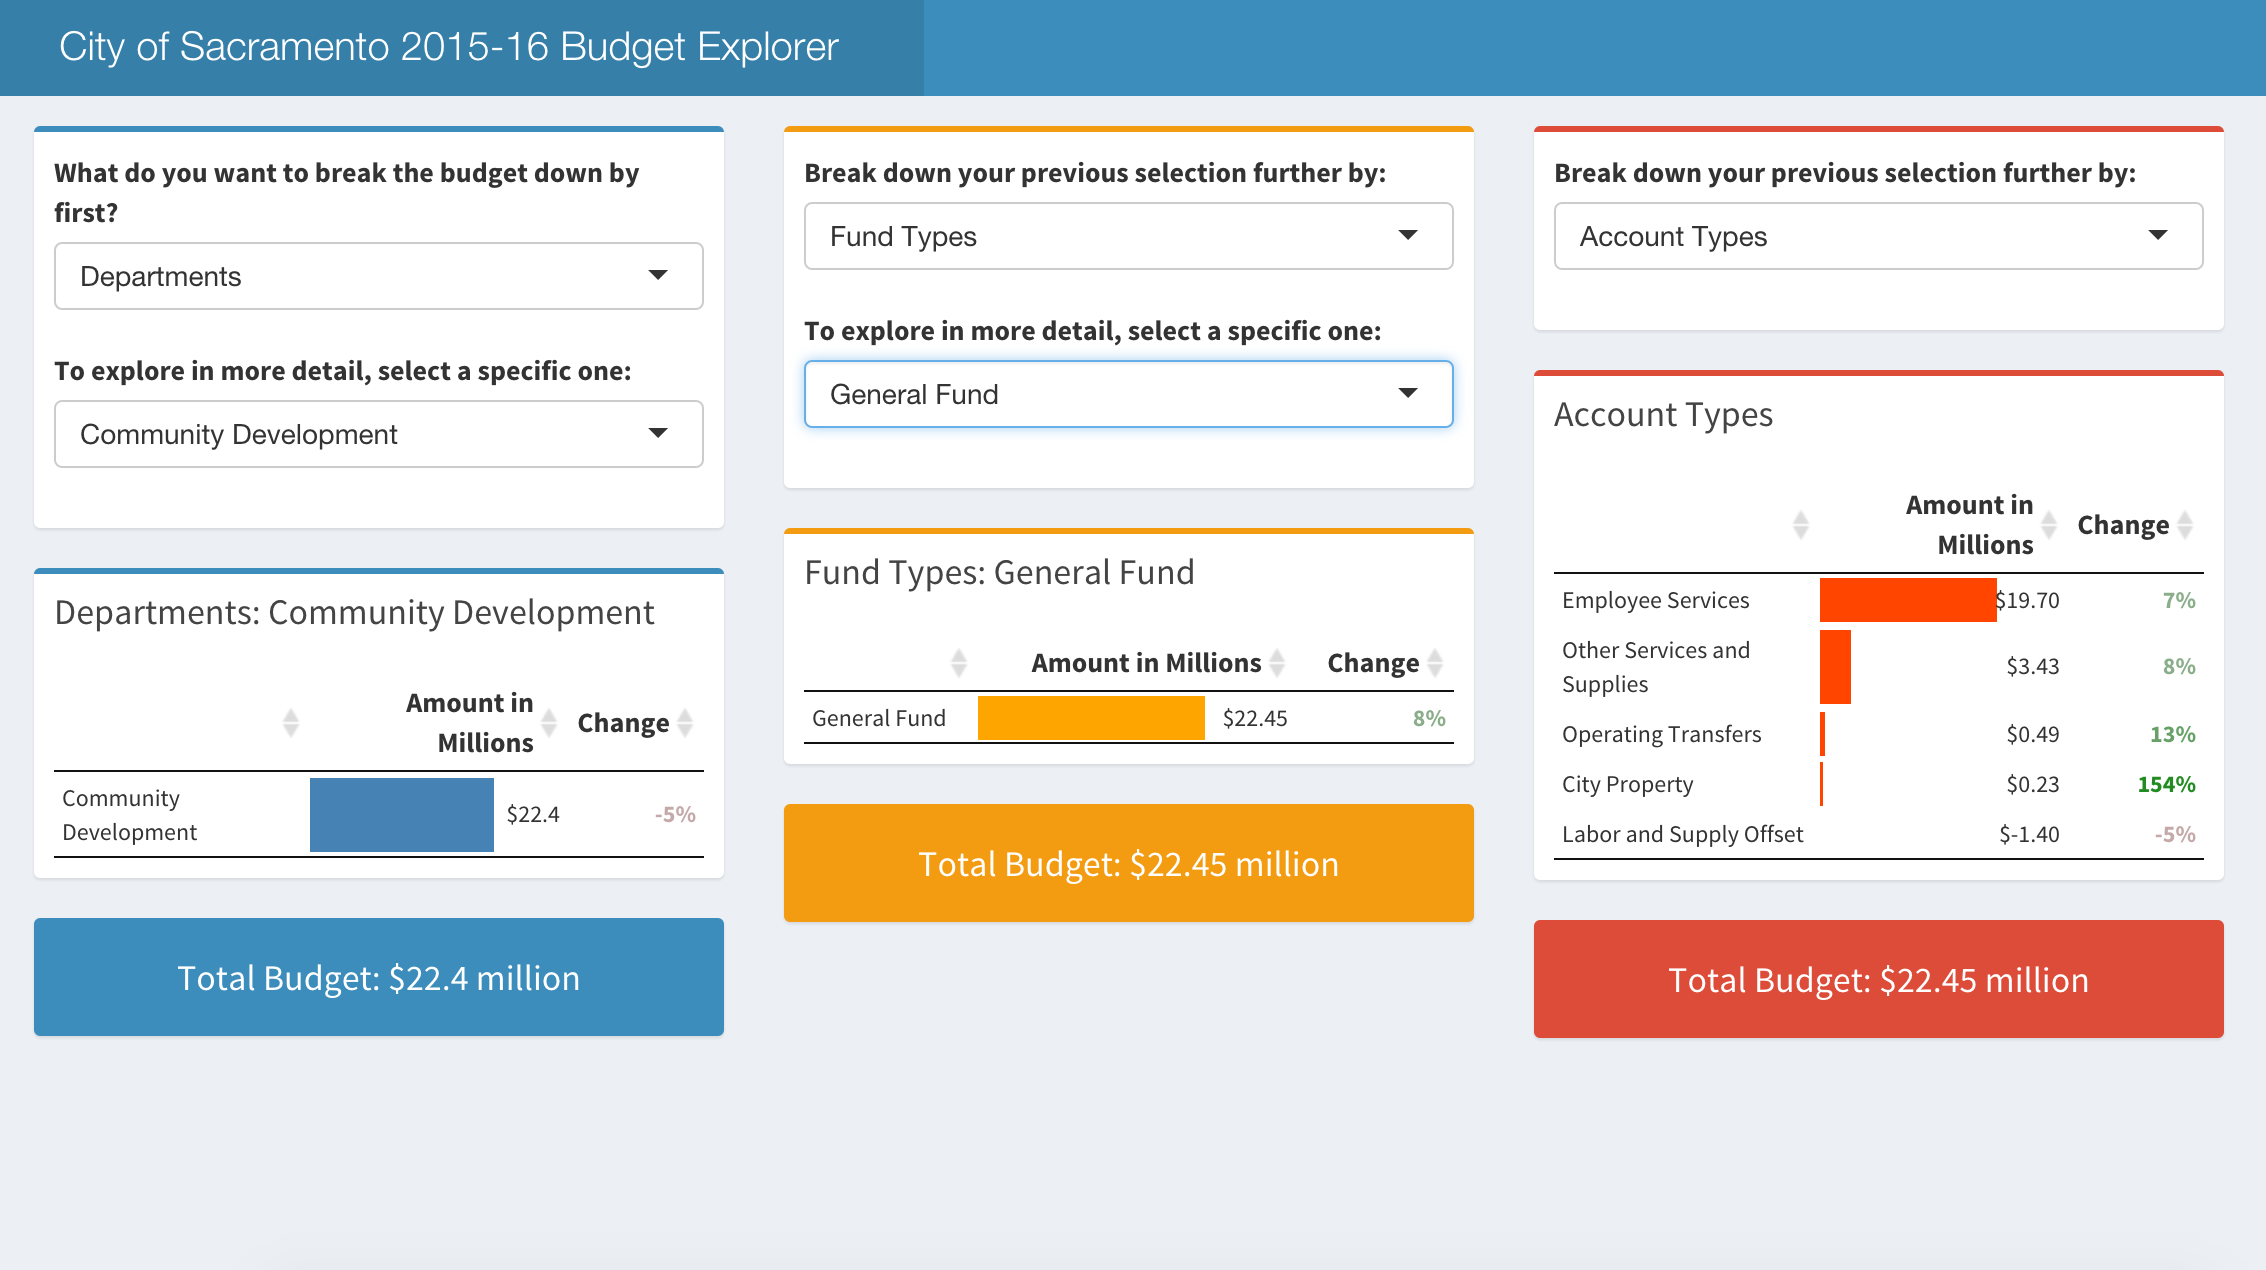 City of Sacramento 2015-16 Budget Explorer
What do you want to break the budget down by
first?
Departments
To explore in more detail, select a specific one:
Community Development
Departments: Community Development
Amount in
Millions
Change
Community
Development
$22.4
-5%
Total Budget: $22.4 million
Break down your previous selection further by:
Fund Types
To explore in more detail, select a specific one:
General Fund
Fund Types: General Fund
Amount in Millions
Change
General Fund
$22.45
8%
Total Budget: $22.45 million
Break down your previous selection further by:
Account Types
Account Types
Amount in
Millions
Change
Employee Services
$19.70
7%
Other Services and
Supplies
$3.43
8%
Operating Transfers
$0.49
13%
City Property
$0.23
154%
Labor and Supply Offset
$-1.40
-5%
Total Budget: $22.45 million